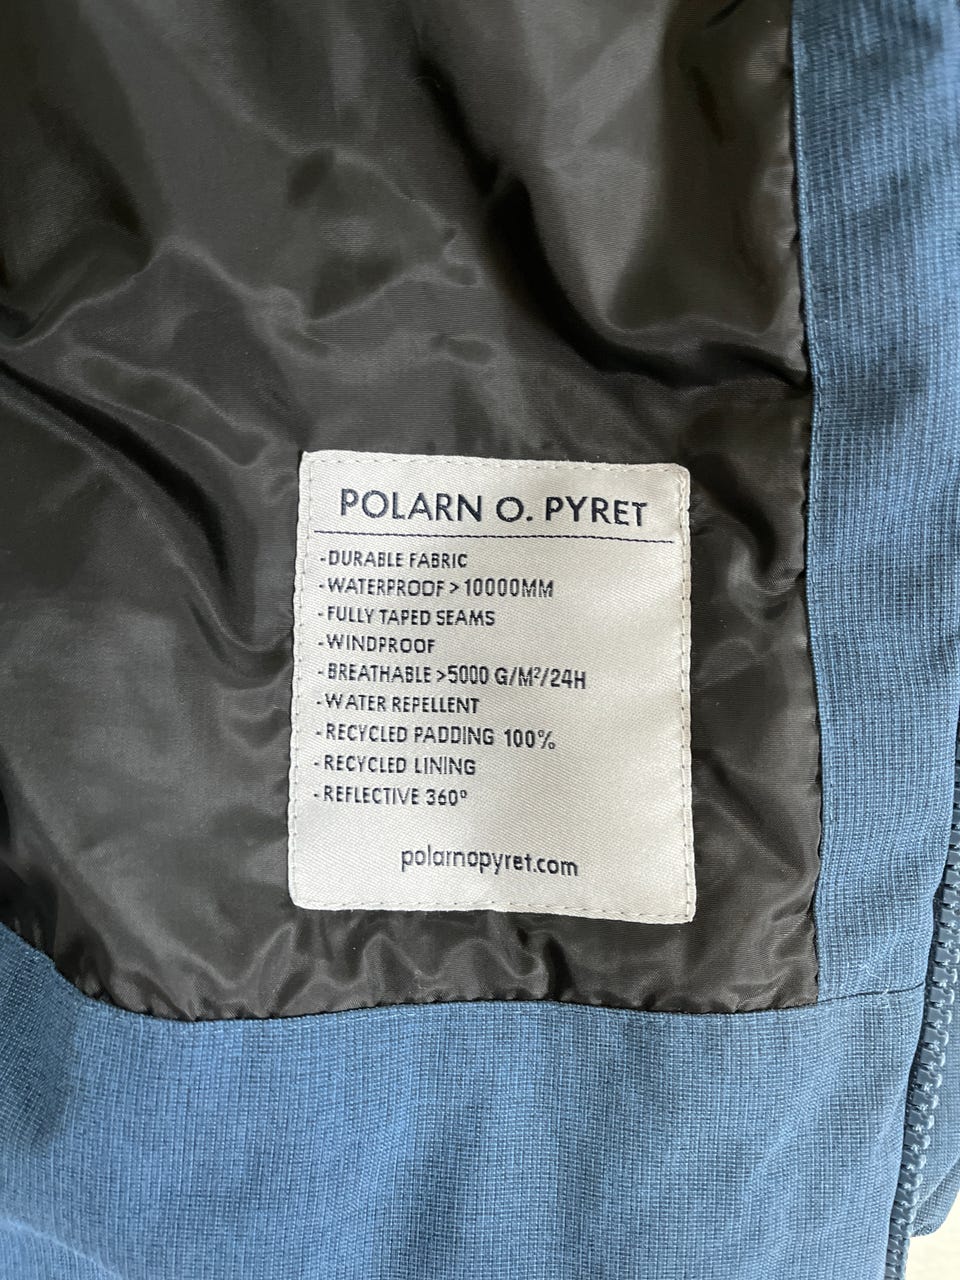 POLARN O. PYRET
-DURABLE FABRIC
-WATERPROOF > 10000MM
-FULLY TAPED SEAMS
-WINDPROOF
-BREATHABLE >5000 G/M²/24H
-WATER REPELLENT
-RECYCLED PADDING 100%
-RECYCLED LINING
-REFLECTIVE 360°
polarnopyret.com